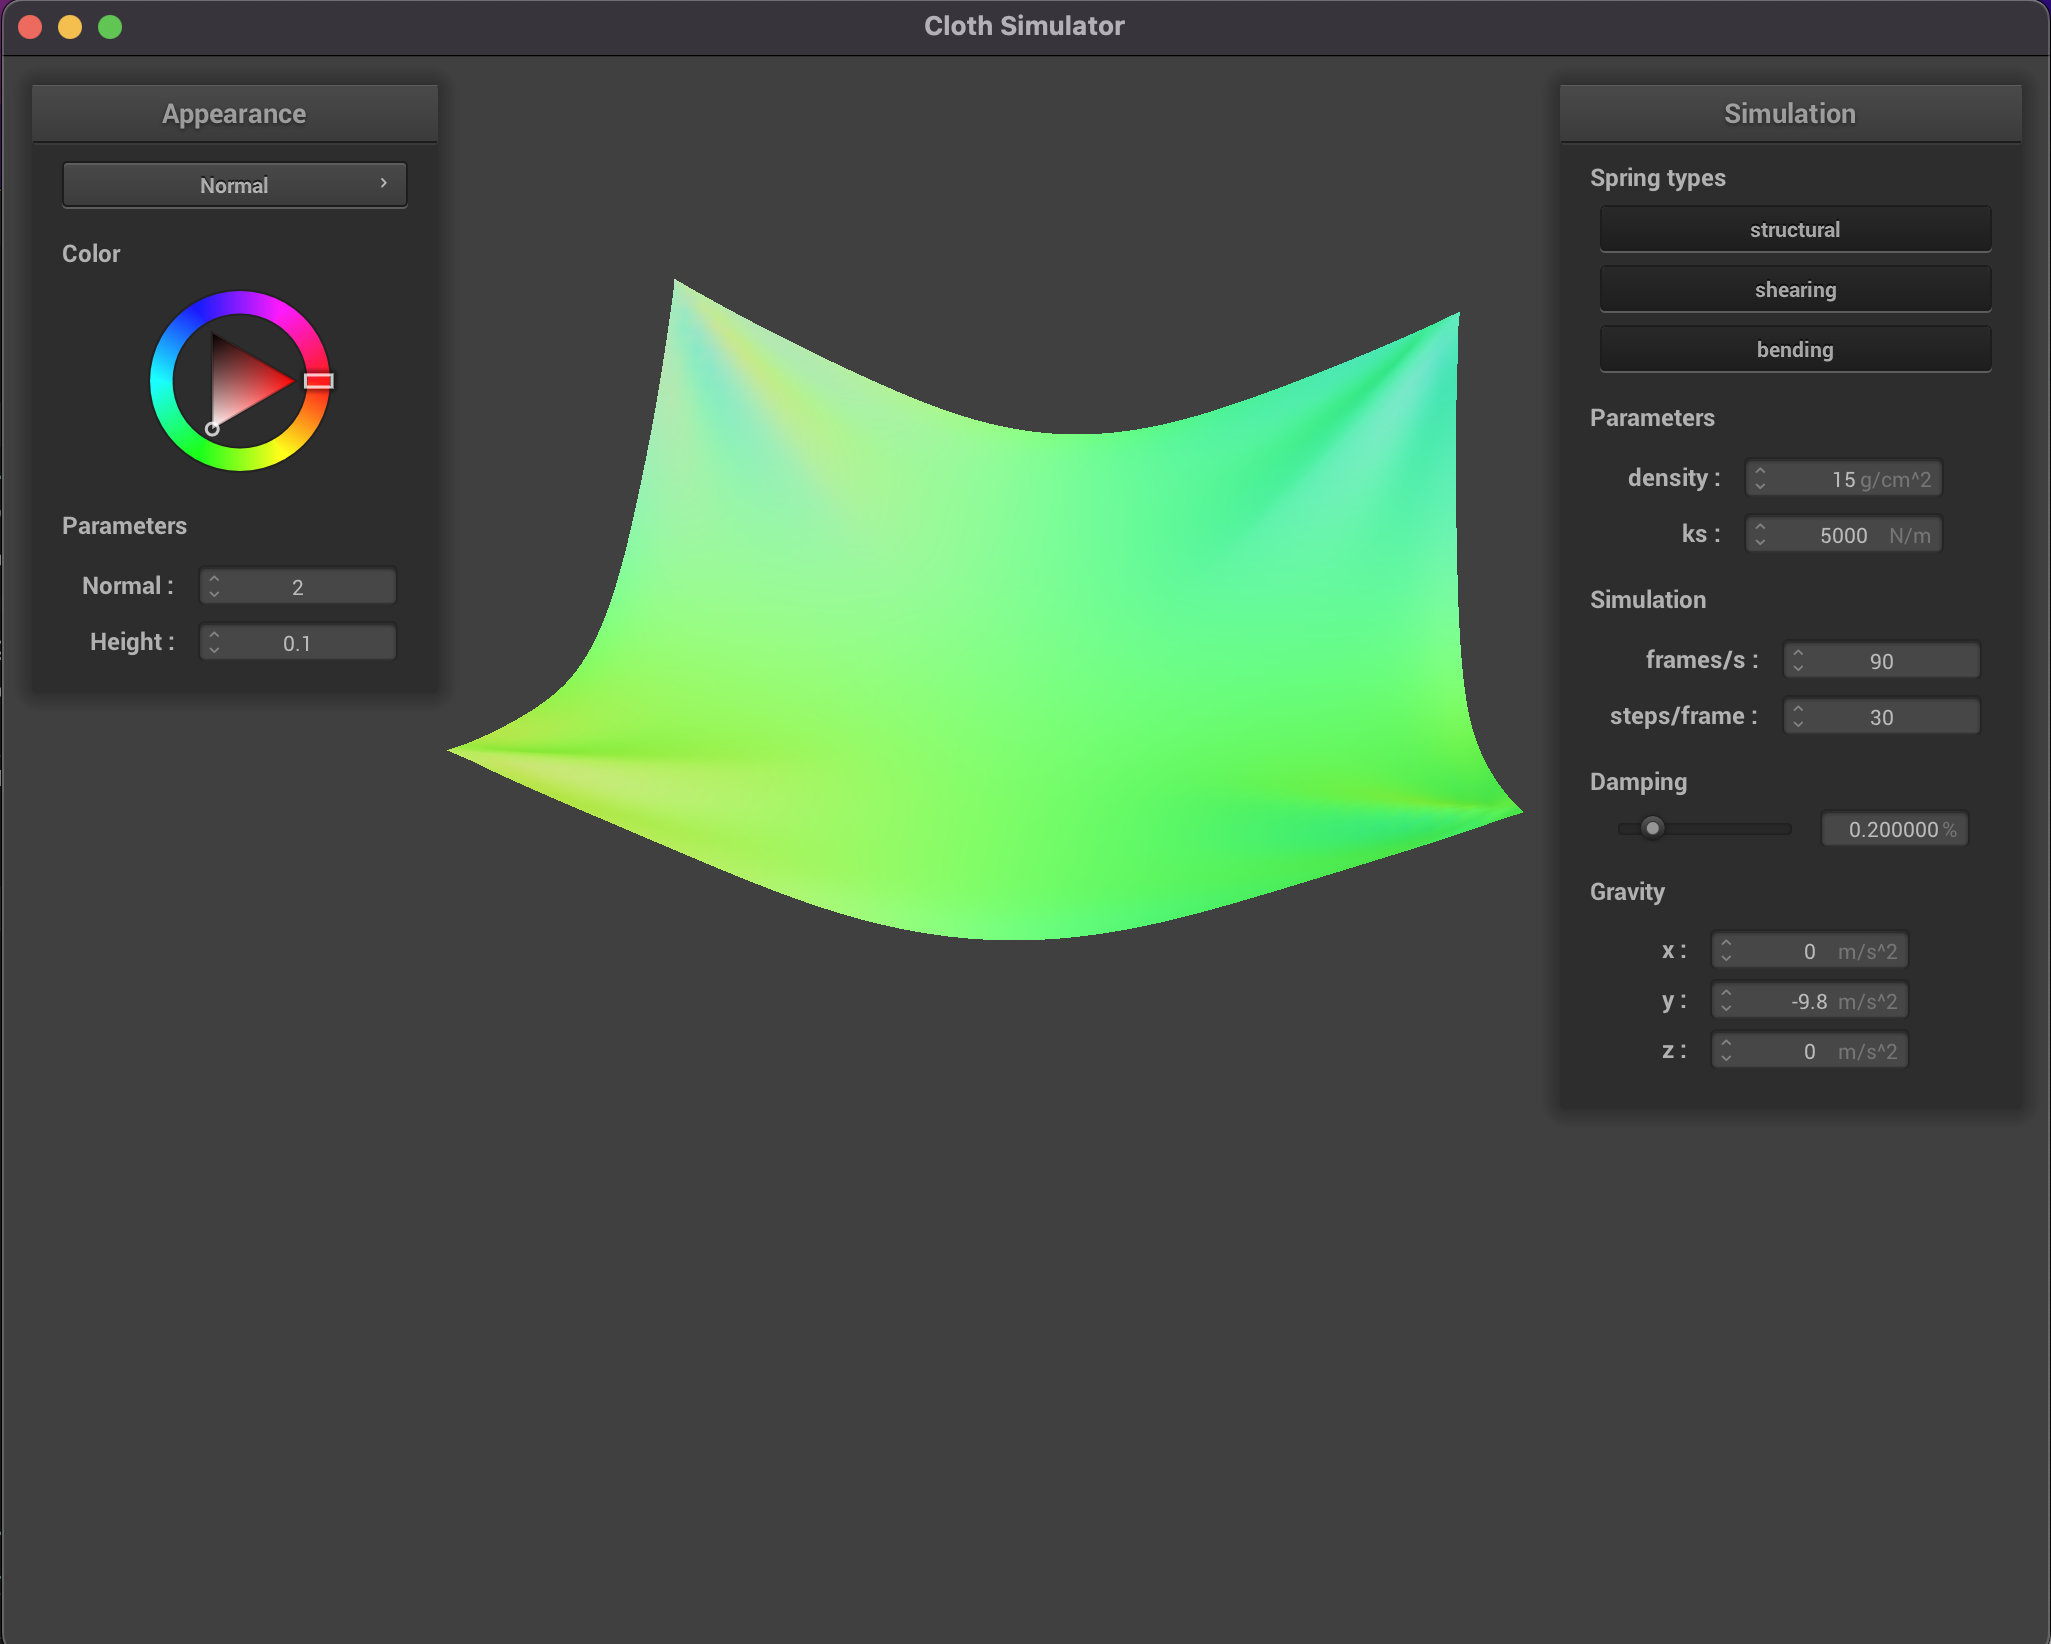 Cloth Simulator
Appearance
Normal
Color
Parameters
Normal : 2
Height : 0.1
Simulation
Spring types
structural
shearing
bending
Parameters
density : 15 g/cm^2
ks : 5000 N/m
Simulation
frames/s : 90
steps/frame : 30
Damping
0.200000 %
Gravity
x : 0 m/s^2
y : -9.8 m/s^2
z : 0 m/s^2